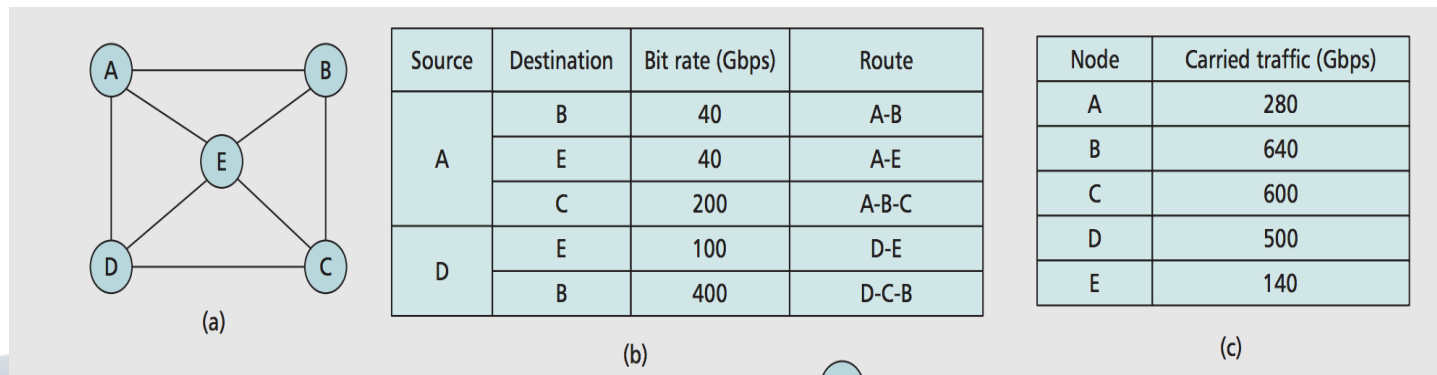 A
B
E
D
C
(a)
Source Destination Bit rate (Gbps) Route
A
B 40 A-B
E 40 A-E
C 200 A-B-C
D
E 100 D-E
B 400 D-C-B
(b)
Node Carried traffic (Gbps)
A 280
B 640
C 600
D 500
E 140
(c)